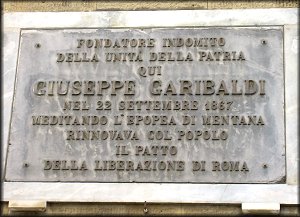 FONDATORE INDOMITO
DELLA UNITÀ DELLA PATRIA
QUI
GIUSEPPE GARIBALDI
NEL 22 SETTEMBRE 1867
MEDITANDO L'EPOPEA DI MENTANA
RINNOVAVA COL POPOLO
IL PATTO
DELLA LIBERAZIONE DI ROMA